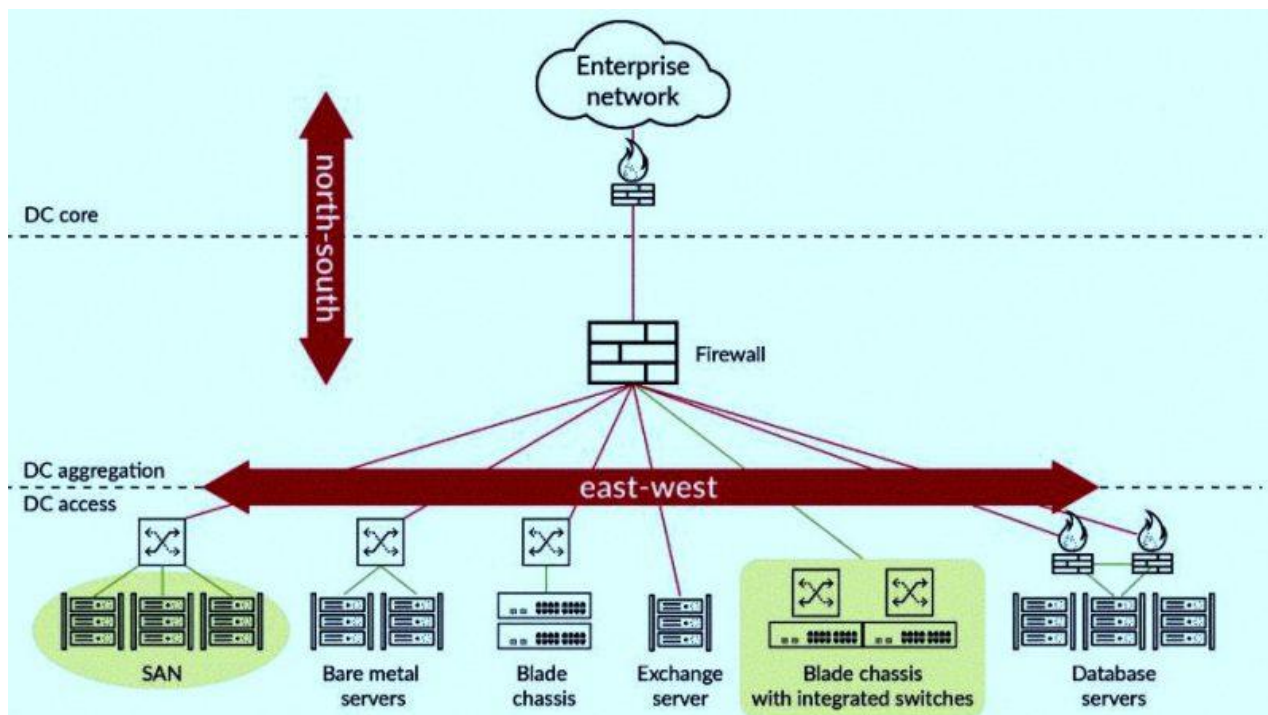 Enterprise
network
north-south
DC core
Firewall
DC aggregation
east-west
DC access
SAN
Bare metal
servers
Blade
chassis
Exchange
server
Blade chassis
with integrated switches
Database
servers